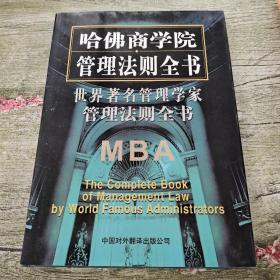 哈佛商学院
管理法则全书
世界著名管理学家
管理法则全书
MBA
The Complete Book
of Management Law
by World Famous Administrators
中国对外翻译出版公司